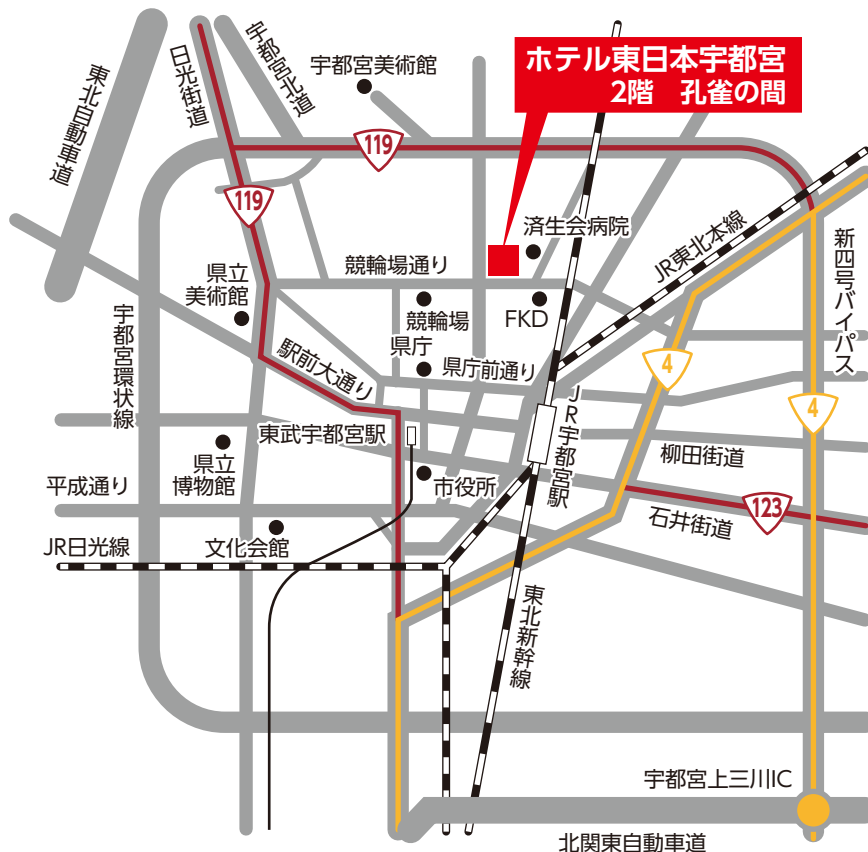 ホテル東日本宇都宮
2階 孔雀の間
宇都宮美術館
宇都宮北道
日光街道
東北自動車道
119
119
済生会病院
JR東北本線
新四号バイパス
競輪場通り
県立
美術館
競輪場
FKD
宇都宮環状線
県庁
駅前大通り
県庁前通り
4
4
東武宇都宮駅
JR宇都宮駅
柳田街道
県立
博物館
平成通り
市役所
123
石井街道
文化会館
JR日光線
東北新幹線
宇都宮上三川IC
北関東自動車道